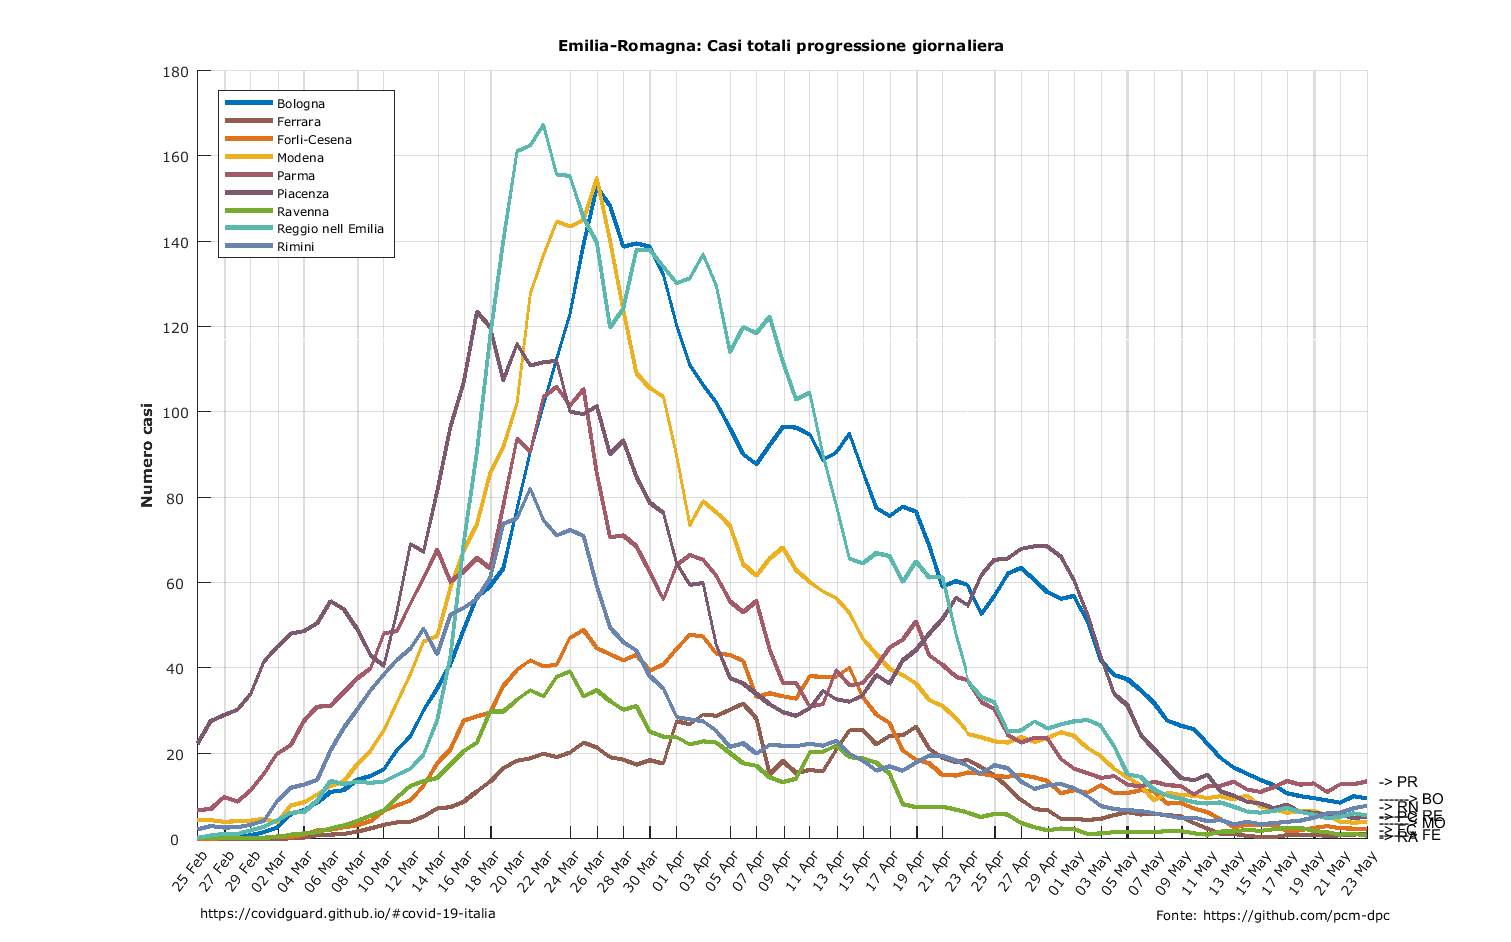 Emilia-Romagna: Casi totali progressione giornaliera
180
160
140
120
100
80
60
40
20
0
Numero casi
Bologna
Ferrara
Forlì-Cesena
Modena
Parma
Piacenza
Ravenna
Reggio nell Emilia
Rimini
-> PR
------> BO
-> RN
-> PC
RE
------< MO
-> FC
FE
-> RA
25 Feb
27 Feb
29 Feb
02 Mar
04 Mar
06 Mar
08 Mar
10 Mar
12 Mar
14 Mar
16 Mar
18 Mar
20 Mar
22 Mar
24 Mar
26 Mar
28 Mar
30 Mar
01 Apr
03 Apr
05 Apr
07 Apr
09 Apr
11 Apr
13 Apr
15 Apr
17 Apr
19 Apr
21 Apr
23 Apr
25 Apr
27 Apr
29 Apr
01 May
03 May
05 May
07 May
09 May
11 May
13 May
15 May
17 May
19 May
21 May
23 May
https://covidguard.github.io/#covid-19-italia
Fonte: https://github.com/pcm-dpc